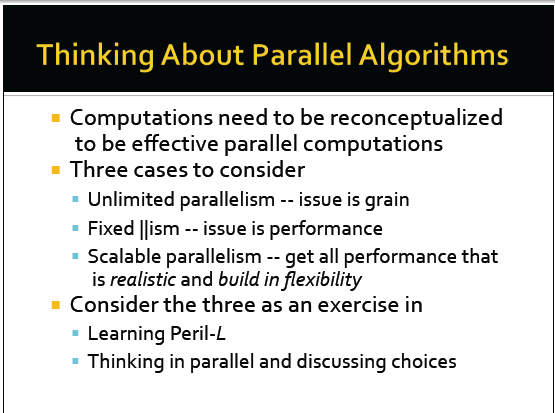 Thinking About Parallel Algorithms
Computations need to be reconceptualized
to be effective parallel computations
Three cases to consider
Unlimited parallelism -- issue is grain
Fixed ||ism -- issue is performance
Scalable parallelism -- get all performance that
is realistic and build in flexibility
Consider the three as an exercise in
Learning Peril-L
Thinking in parallel and discussing choices